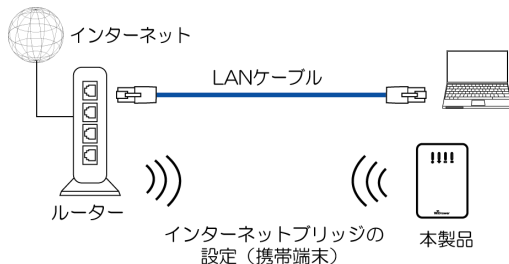 インターネット
LANケーブル
ルーター
インターネットブリッジの
設定（携帯端末）
本製品